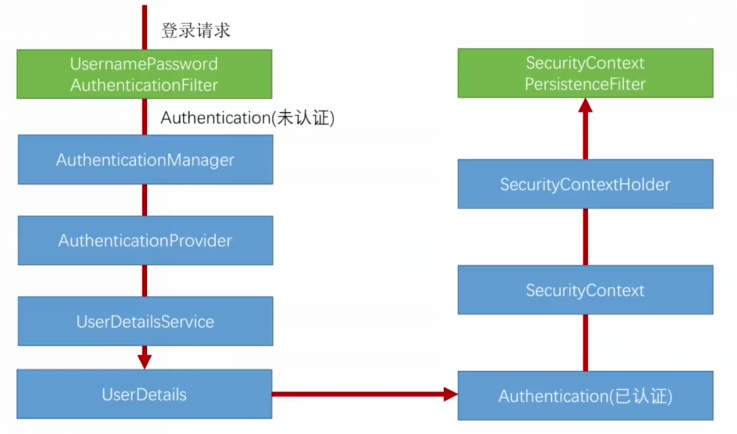 登录请求
UsernamePassword
AuthenticationFilter
Authentication(未认证)
AuthenticationManager
AuthenticationProvider
UserDetailsService
UserDetails
Authentication(已认证)
SecurityContext
SecurityContextHolder
SecurityContext
PersistenceFilter